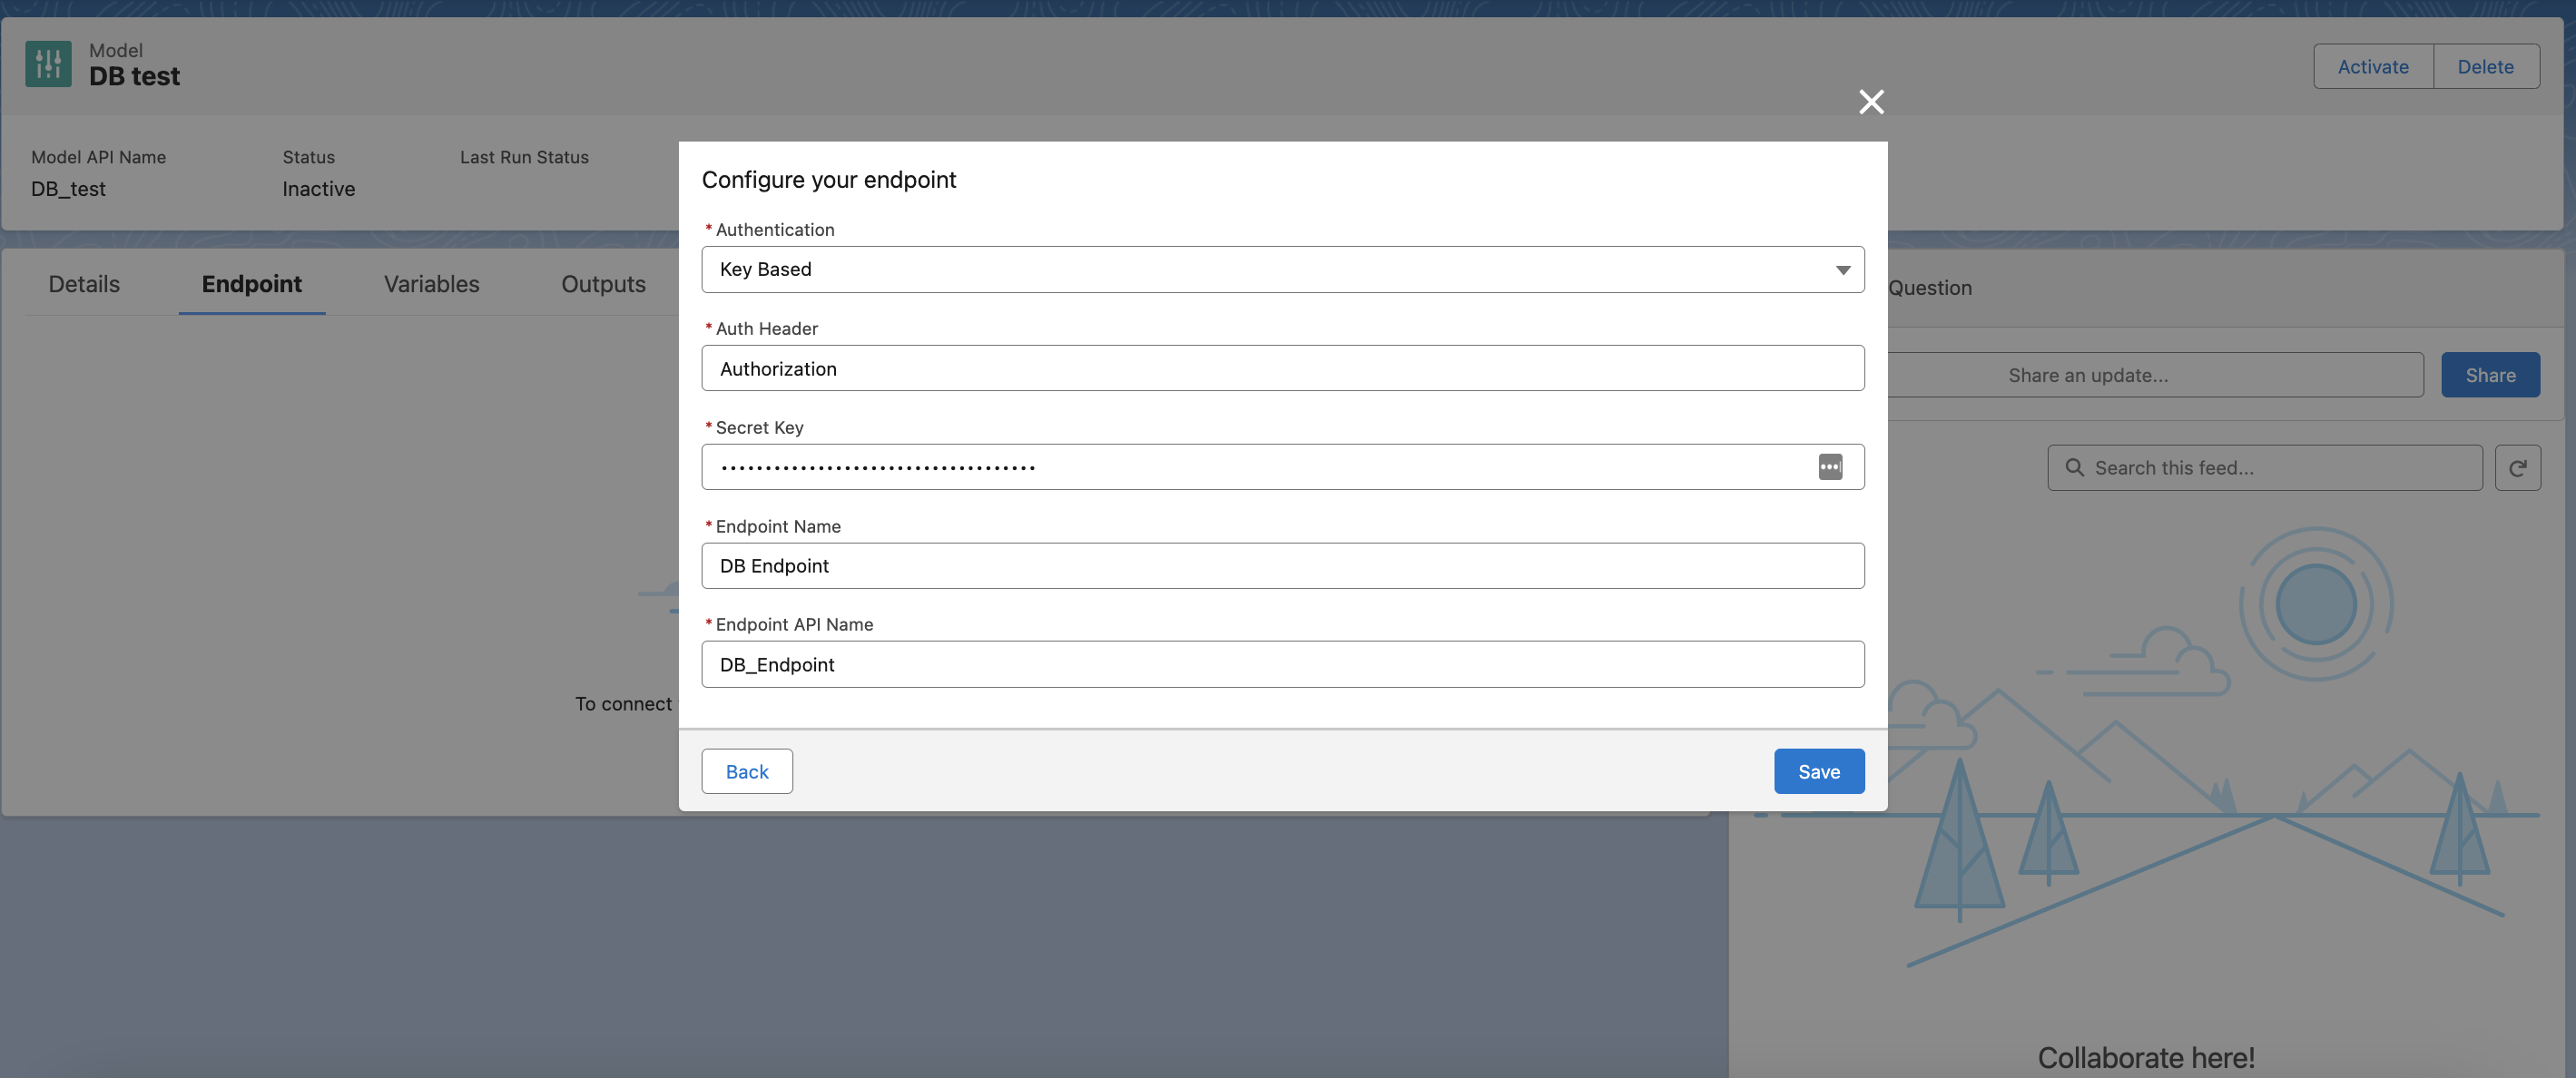 Model
DB test
Activate
Delete
Model API Name
Status
Last Run Status
DB_test
Inactive
Details
Endpoint
Variables
Outputs
To connect
Configure your endpoint
* Authentication
Key Based
* Auth Header
Authorization
* Secret Key
••••••••••••••••••••••••••••••••••••
* Endpoint Name
DB Endpoint
* Endpoint API Name
DB_Endpoint
Back
Save
Question
Share an update...
Share
Search this feed...
Collaborate here!